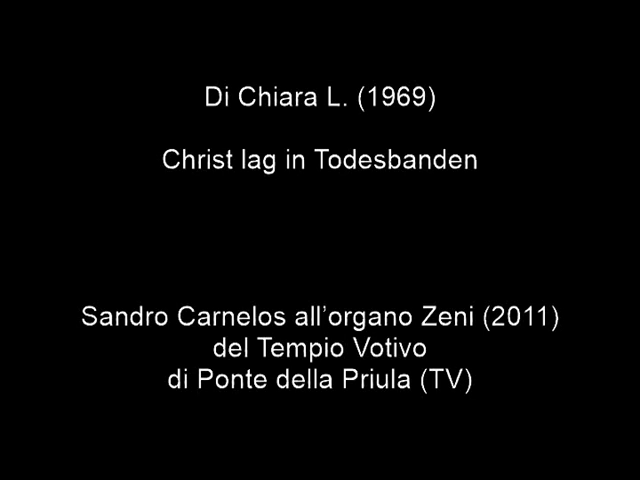 Di Chiara L. (1969)
Christ lag in Todesbanden
Sandro Carnelos all’organo Zeni (2011)
del Tempio Votivo
di Ponte della Priula (TV)